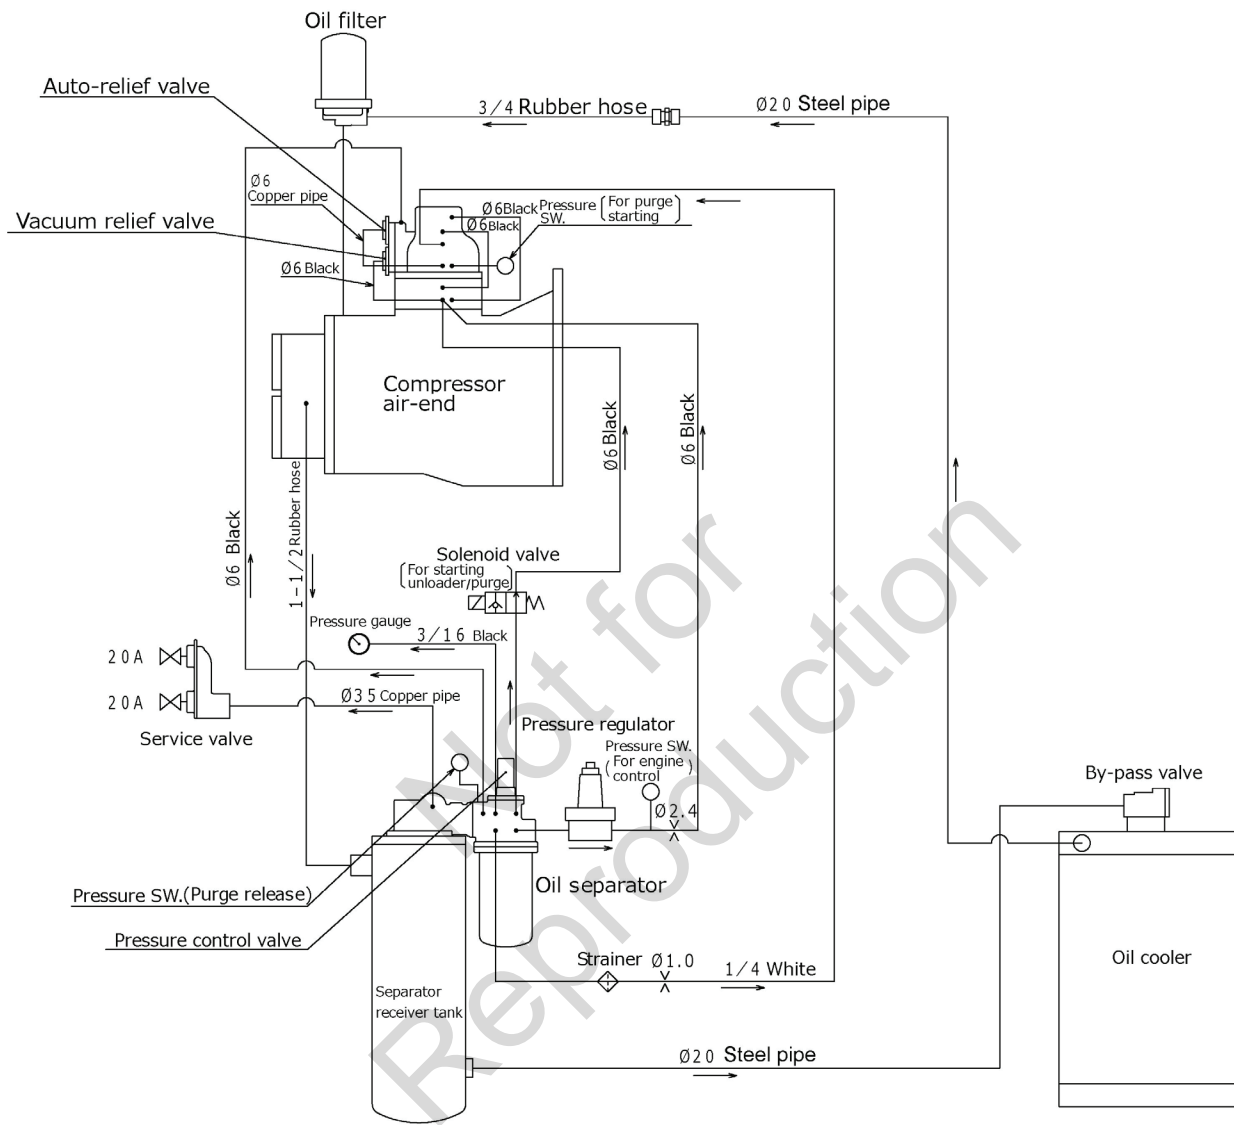 Oil filter
Auto-relief valve
3/4 Rubber hose
Ø20 Steel pipe
Ø6
Copper pipe
Vacuum relief valve
Ø6 Black
Ø6 Black
Pressure
SW.
(For purge
starting)
Ø6 Black
Compressor
air-end
Ø6 Black
Ø6 Black
1-1/2 Rubber hose
Ø6 Black
Solenoid valve
(For starting
unloader/purge)
Pressure gauge
3/16 Black
20A
20A
Ø35 Copper pipe
Service valve
Pressure regulator
Pressure SW.
(For engine
control)
Ø2.4
By-pass valve
Pressure SW.(Purge release)
Oil separator
Pressure control valve
Strainer
Ø1.0
1/4 White
Oil cooler
Separator
receiver tank
Ø20 Steel pipe
Not for
Reproduction